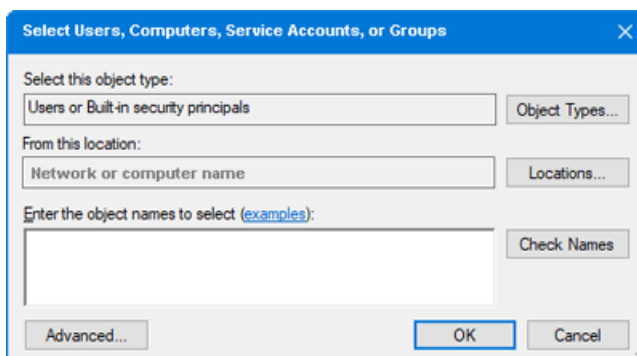 Select Users, Computers, Service Accounts, or Groups
Select this object type:
Users or Built-in security principals
Object Types...
From this location:
Network or computer name
Locations...
Enter the object names to select (examples):
Check Names
Advanced...
OK
Cancel